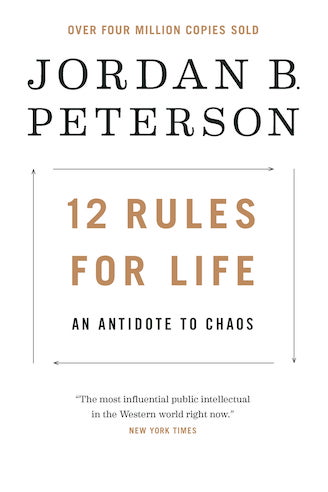 OVER FOUR MILLION COPIES SOLD
JORDAN B.
PETERSON
12 RULES
FOR LIFE
AN ANTIDOTE TO CHAOS
“The most influential public intellectual
in the Western world right now.”
NEW YORK TIMES